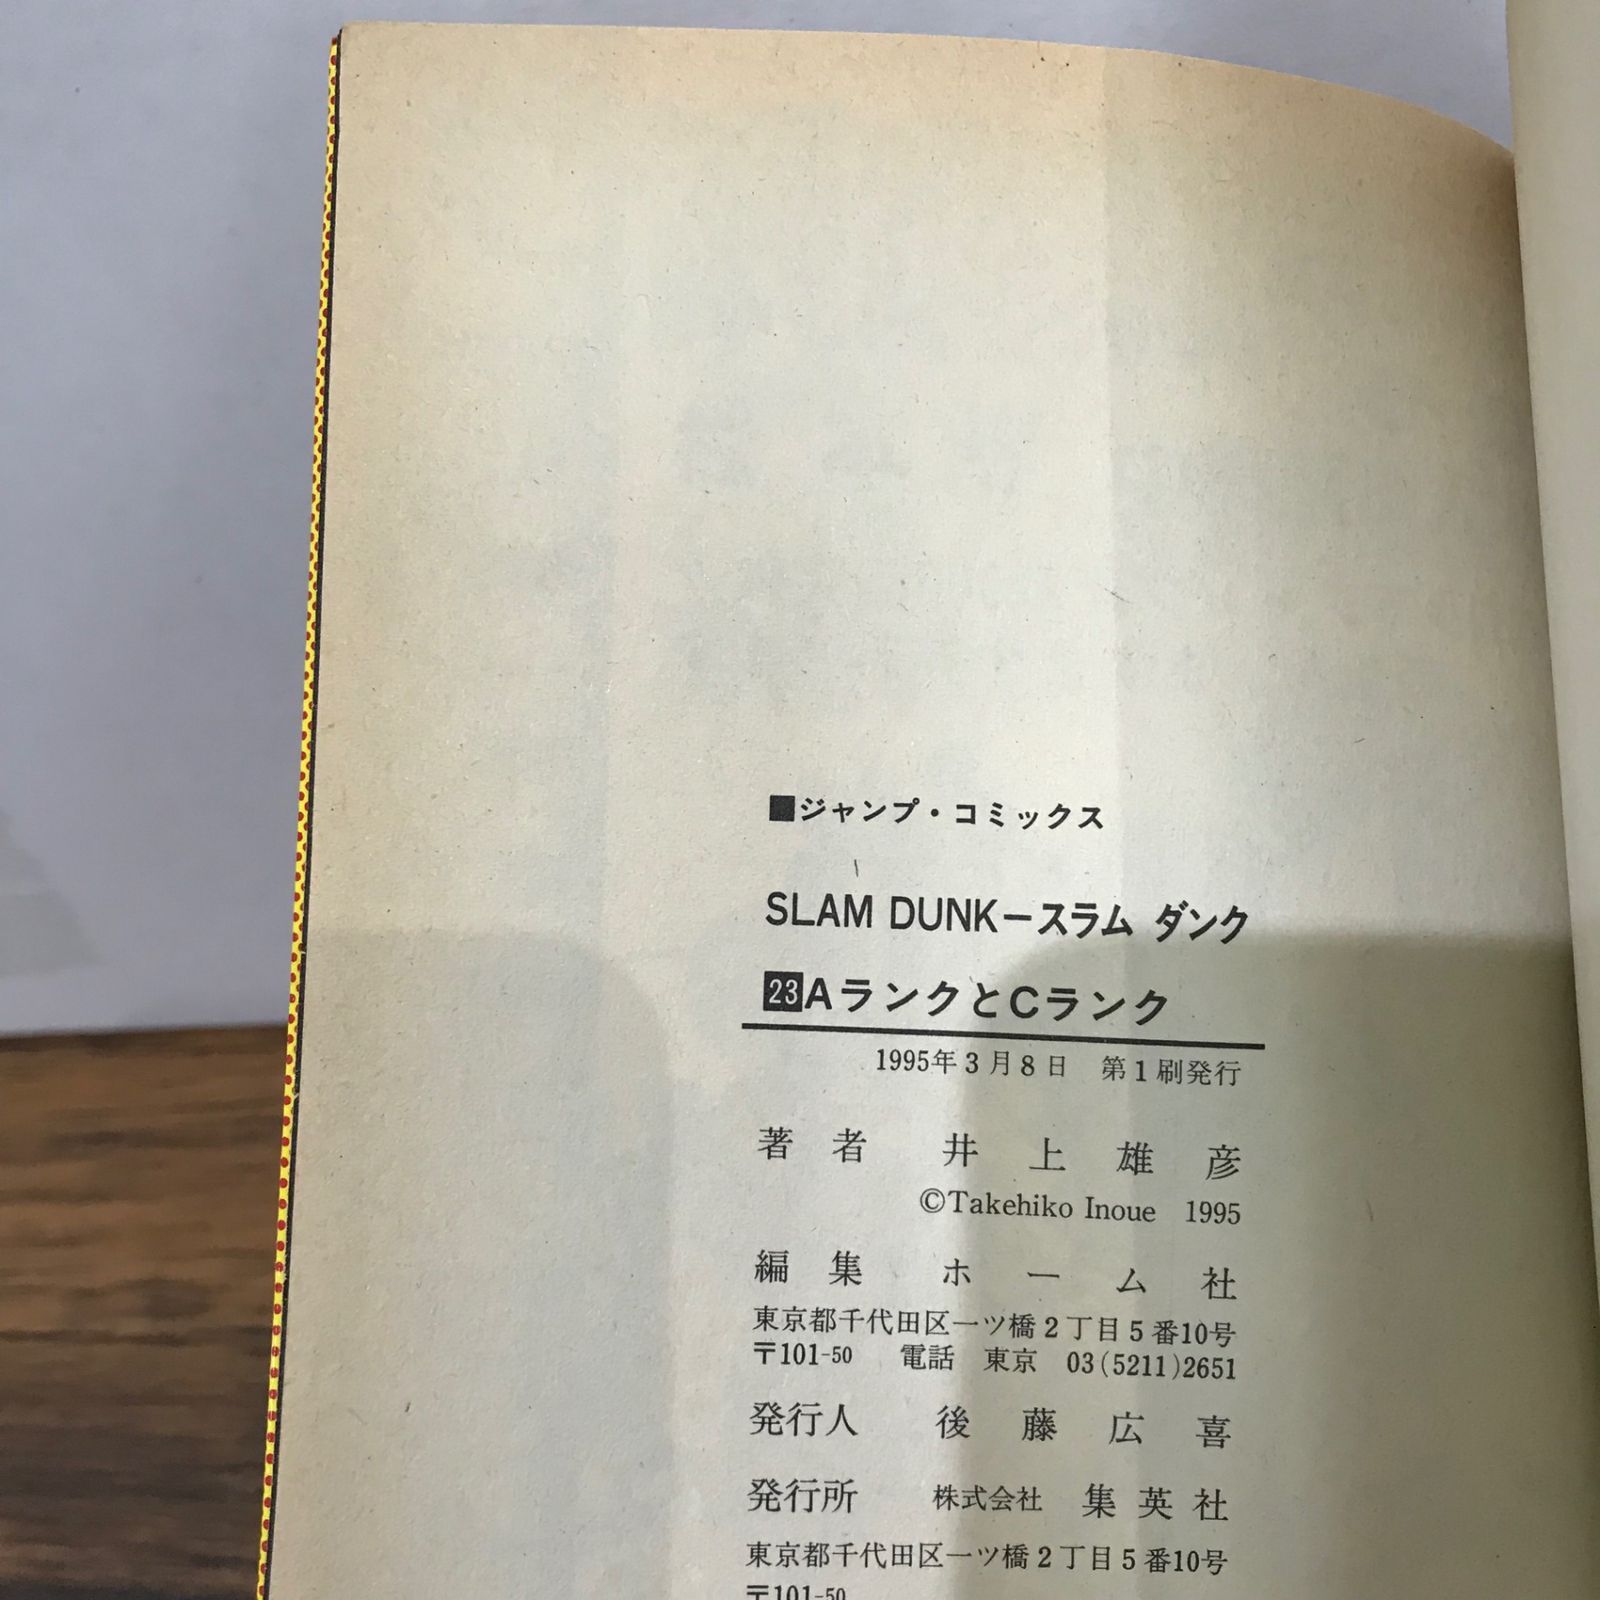 ■ジャンプ・コミックス
SLAM DUNK－スラム ダンク
23AランクとCランク
1995年3月8日 第1刷発行
著者 井上雄彦
©Takehiko Inoue 1995
編集 ホーム社
東京都千代田区一ツ橋2丁目5番10号
〒101-50 電話 東京 03(5211)2651
発行人 後藤広喜
発行所 株式会社 集英社
東京都千代田区一ツ橋2丁目5番10号
〒101-50